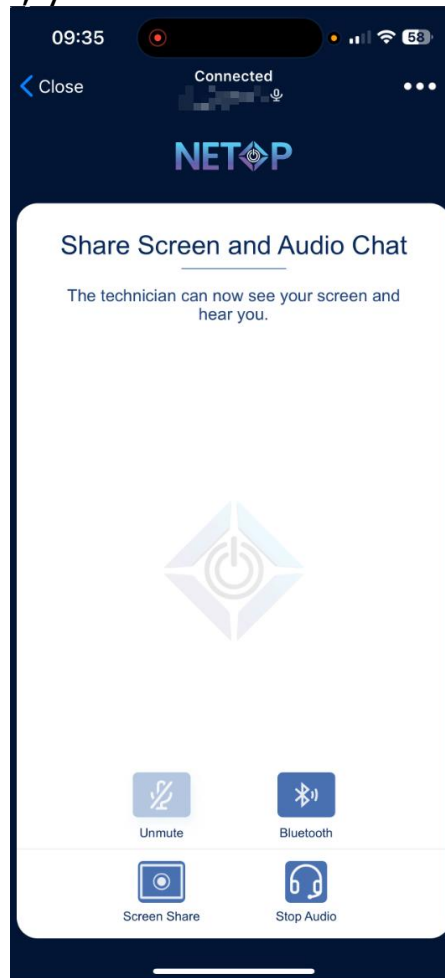 09:35
58
Close
Connected
NETOP
Share Screen and Audio Chat
The technician can now see your screen and
hear you.
Unmute
Bluetooth
Screen Share
Stop Audio